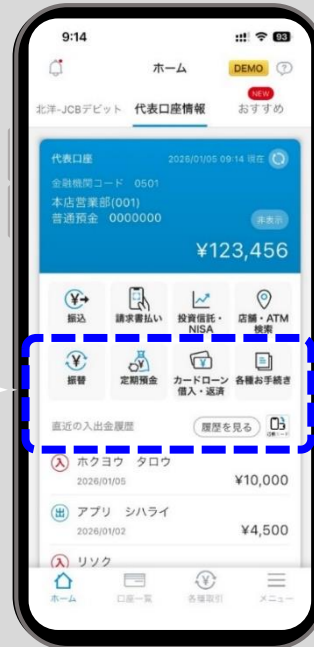 9:14
93
ホーム
DEMO
?
NEW
北洋-JCBデビット 代表口座情報 おすすめ
代表口座 2026/01/05 09:14 現在
金融機関コード 0501
本店営業部(001)
普通預金 0000000
非表示
¥123,456
振込 請求書払い 投資信託・NISA 店舗・ATM検索
振替 定期預金 カードローン借入・返済 各種お手続き
直近の入出金履歴 履歴を見る
入 ホクヨウ タロウ
2026/01/05 ¥10,000
出 アプリ シハライ
2026/01/02 ¥4,500
入 リソク
ホーム 口座一覧 各種取引 メニュー